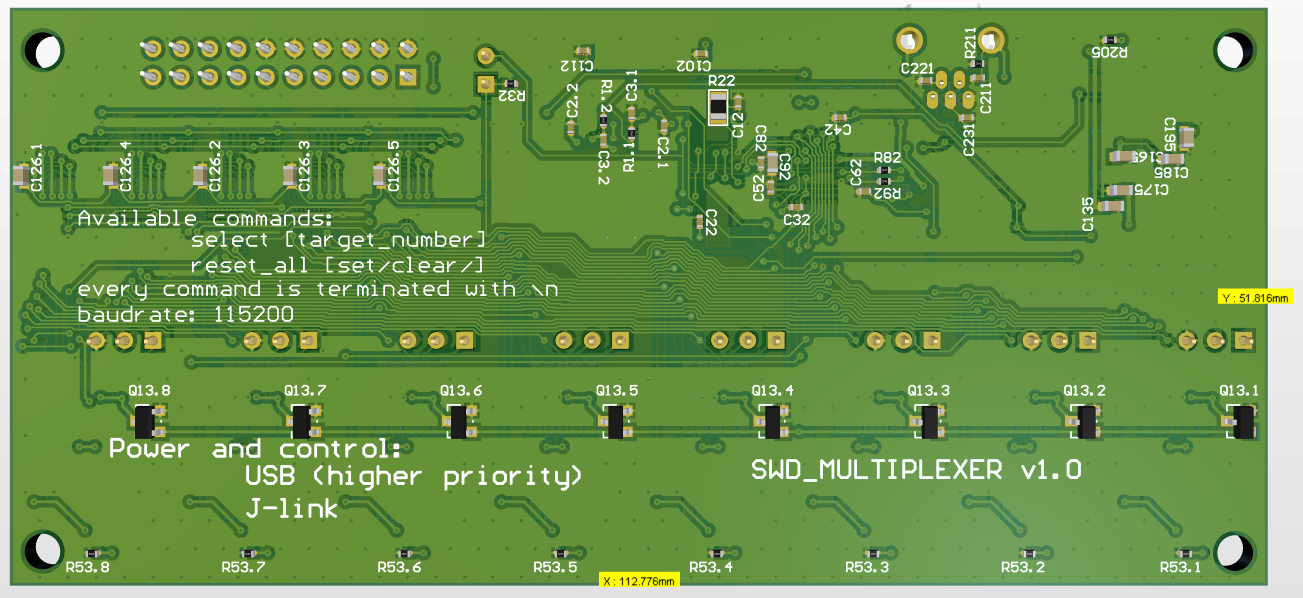 C112
C102
R205
R211
C221
R32
C2.2
R1.2
C3.1
R22
C211
C12
C42
C231
C195
C126.1
C126.4
C126.2
C126.3
C126.5
C3.2
R1.1
C2.1
C82
C92
C52
C62
R82
R92
C165
C185
C175
C135
C22
C32
Available commands:
select [target_number]
reset_all [set/clear/]
every command is terminated with \n
baudrate: 115200
Y : 51.816mm
Q13.8
Q13.7
Q13.6
Q13.5
Q13.4
Q13.3
Q13.2
Q13.1
Power and control:
USB (higher priority)
J-link
SWD_MULTIPLEXER v1.0
R53.8
R53.7
R53.6
R53.5
R53.4
R53.3
R53.2
R53.1
X : 112.776mm